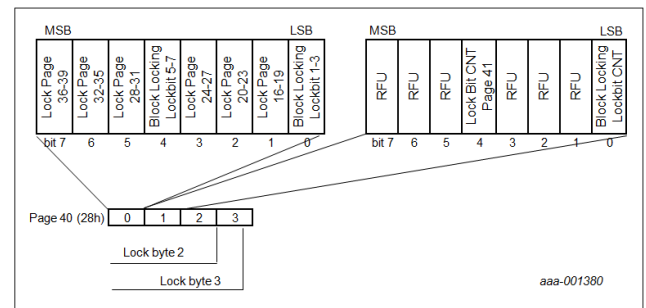 MSB LSB MSB LSB
Lock Page
36-39
Lock Page
32-35
Lock Page
28-31
Block Locking
Lockbit 5-7
Lock Page
24-27
Lock Page
20-23
Lock Page
16-19
Block Locking
Lockbit 1-3
RFU
RFU
RFU
Lock Bit CNT
Page 41
RFU
RFU
RFU
Block Locking
Lockbit CNT
bit 7 6 5 4 3 2 1 0 bit 7 6 5 4 3 2 1 0
Page 40 (28h) 0 1 2 3
Lock byte 2
Lock byte 3
aaa-001380